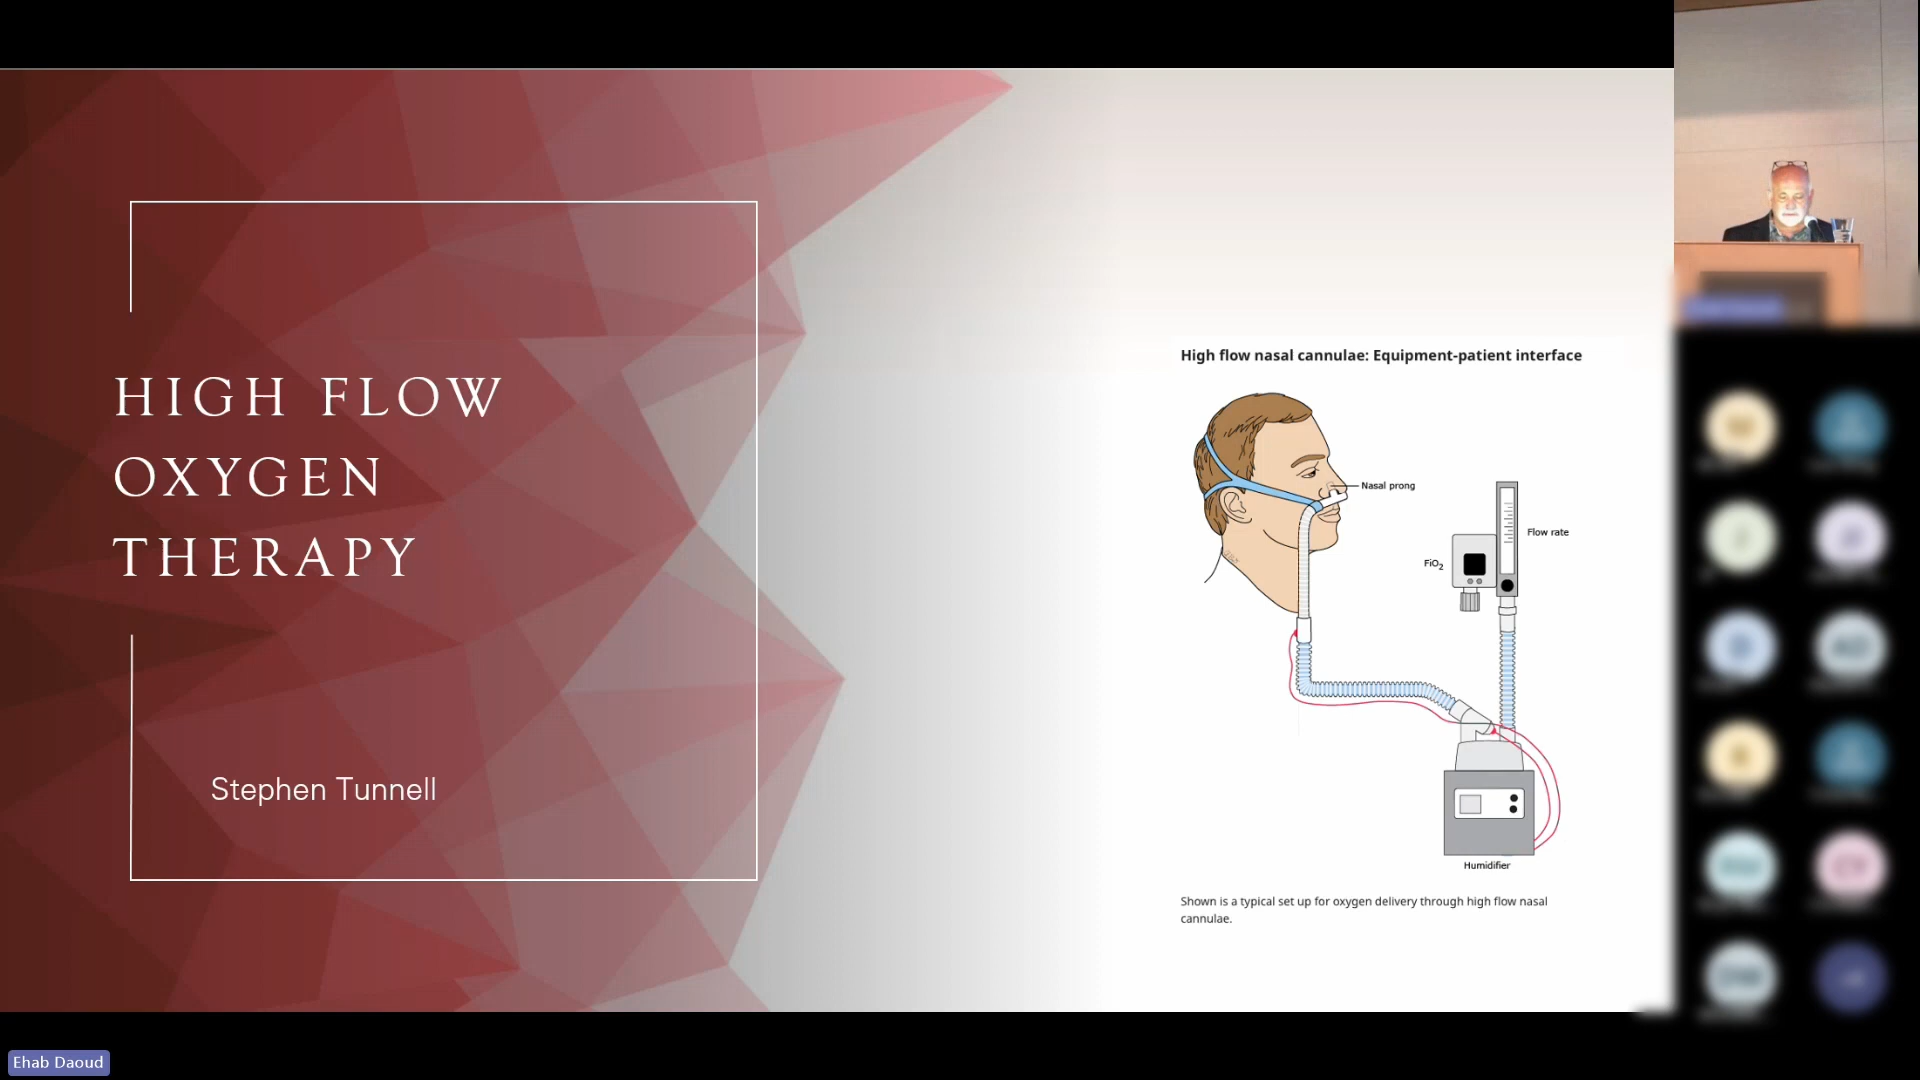 HIGH FLOW
OXYGEN
THERAPY
Stephen Tunnell
High flow nasal cannulae: Equipment-patient interface
Nasal prong
Flow rate
FiO2
Humidifier
Shown is a typical set up for oxygen delivery through high flow nasal
cannulae.
Ehab Daoud